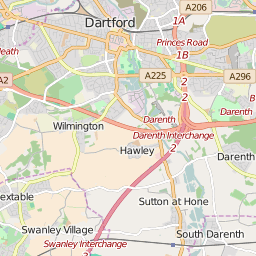 A206
Dartford
1A
Princes Road
1B
A2
A225
2
A296
2
Darenth
Darenth
Wilmington
Darenth Interchange
2
Hawley
Darenth
Sutton at Hone
Swanley Village
South Darenth
Swanley Interchange